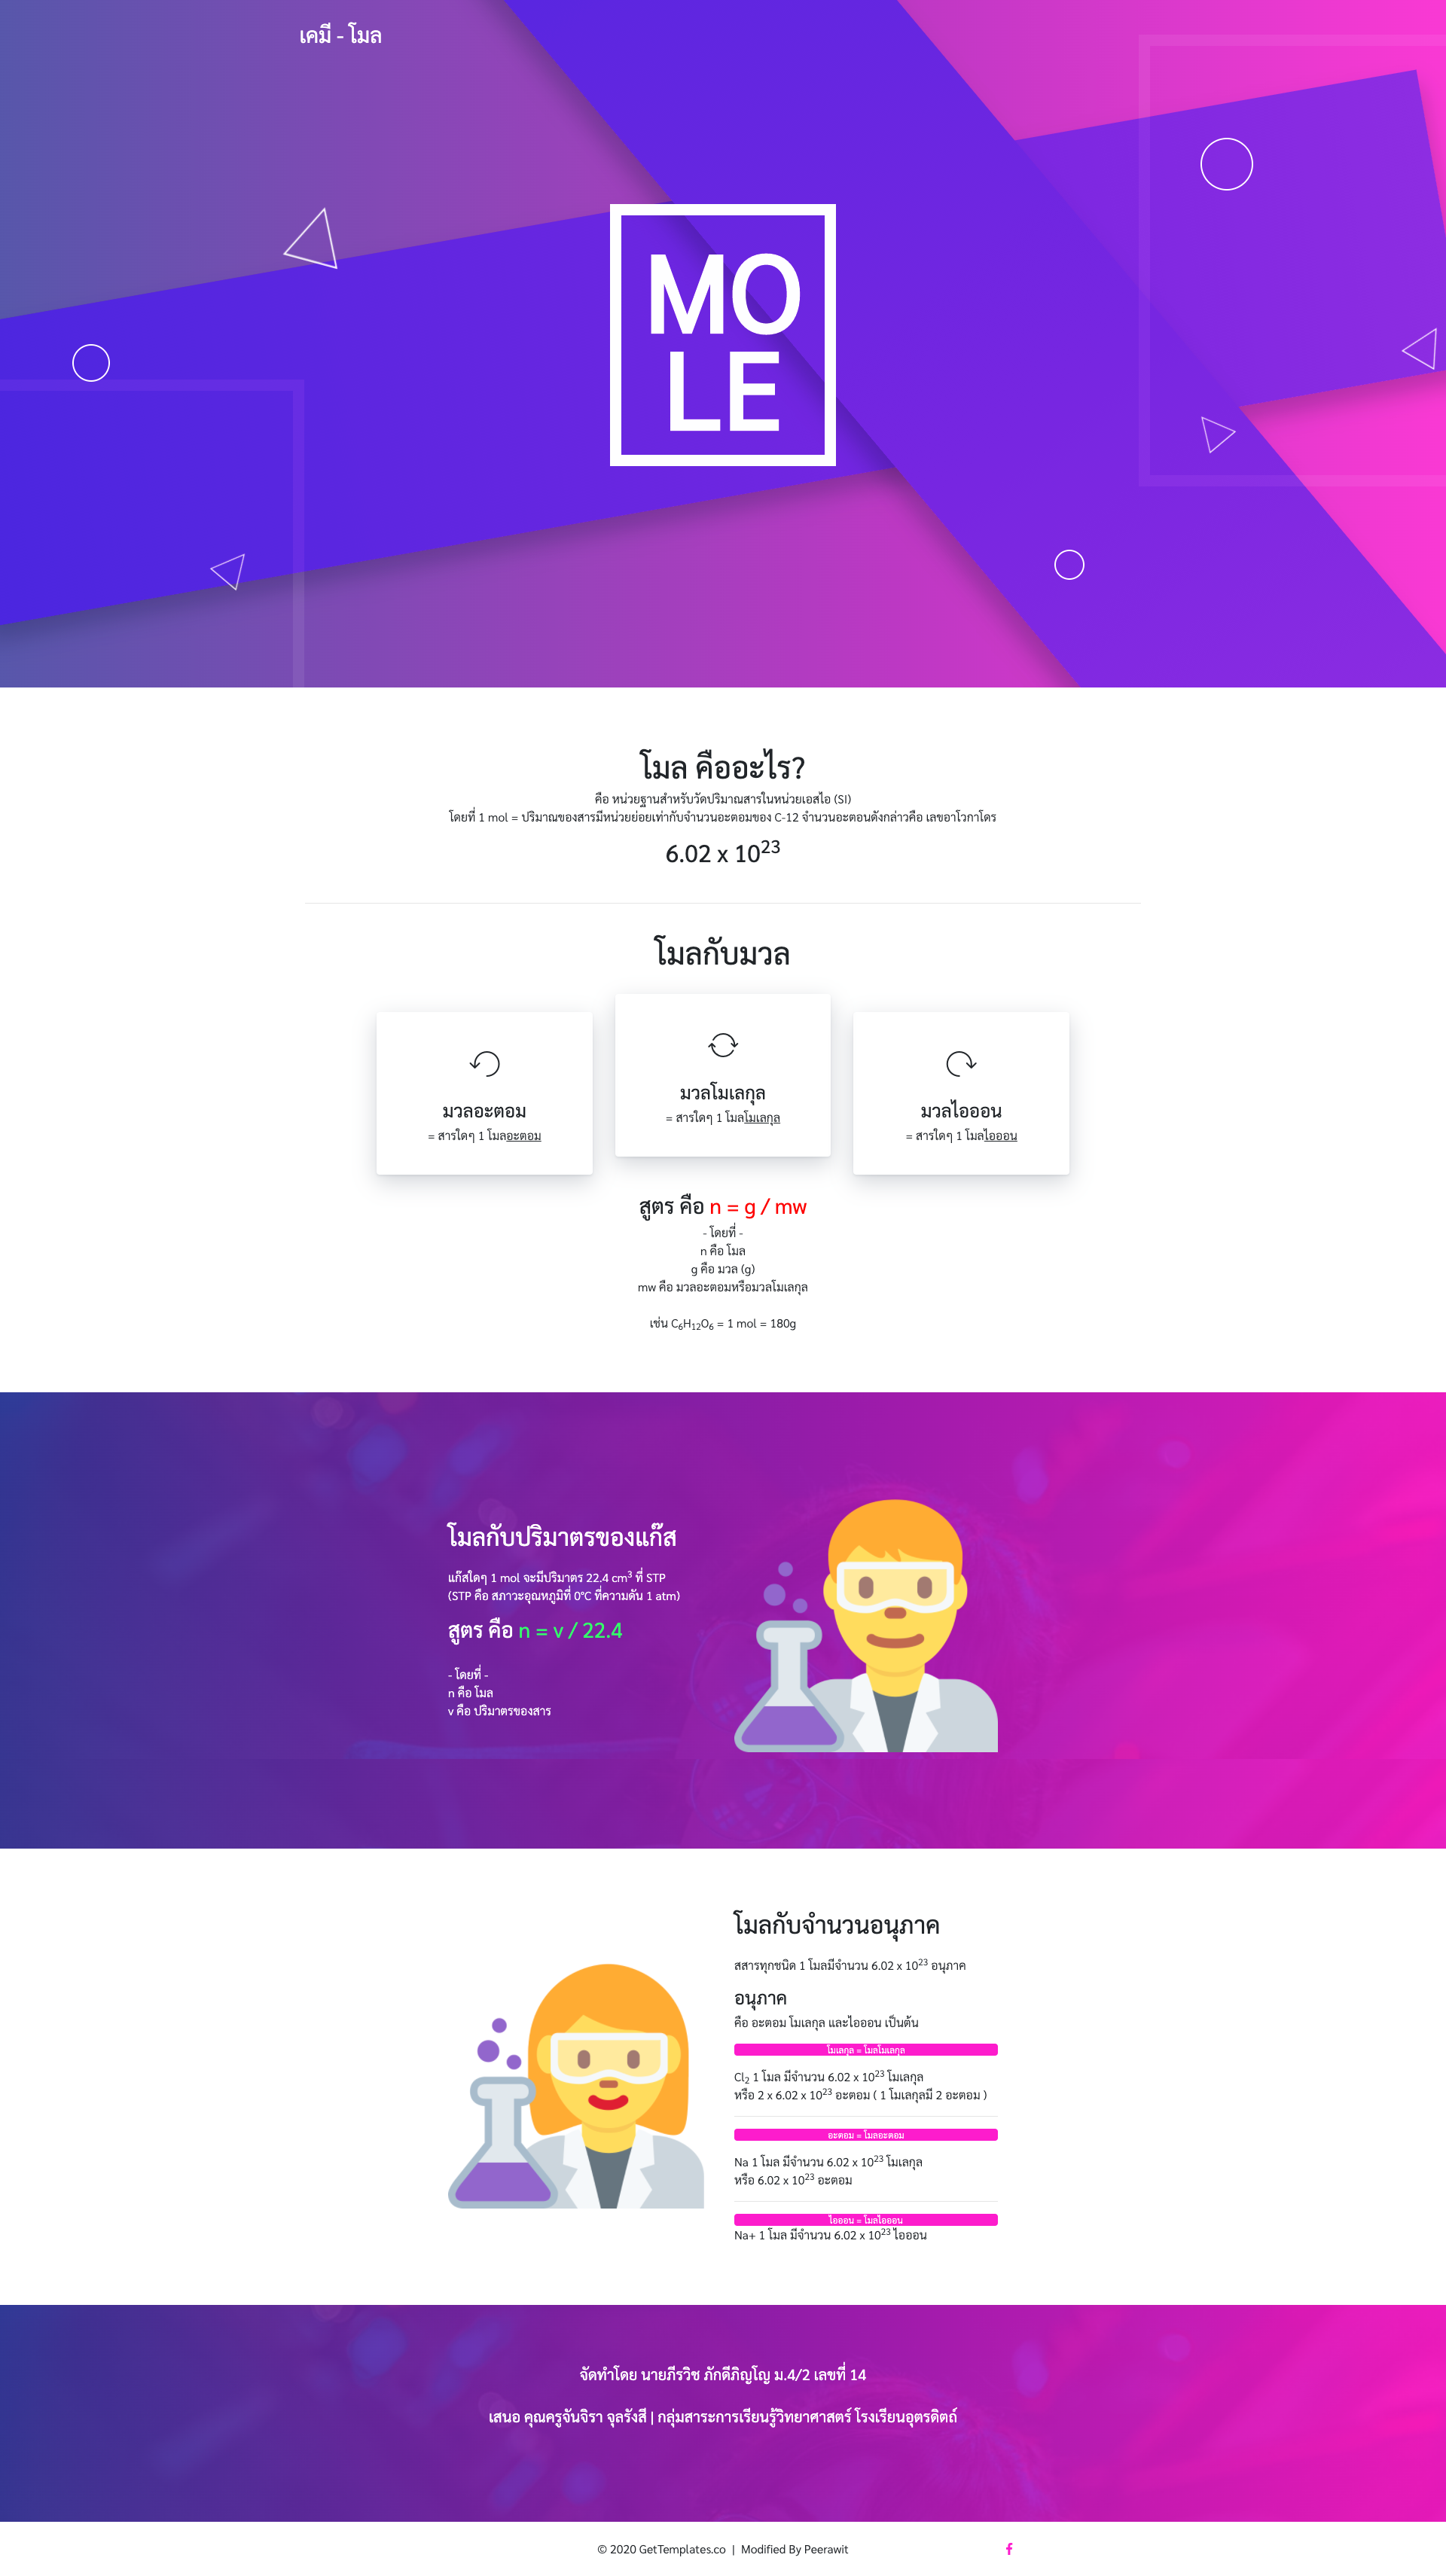 เคมี - โมล
MO
LE
โมล คืออะไร?
คือ หน่วยฐานสำหรับวัดปริมาณสารในหน่วยเอสไอ (SI)
โดยที่ 1 mol = ปริมาณของสารมีหน่วยย่อยเท่ากับจำนวนอะตอมของ C-12 จำนวนอะตอนดังกล่าวคือ เลขอาโวกาโดร
6.02 x 10²³
โมลกับมวล
มวลอะตอม
= สารใดๆ 1 โมลอะตอม
มวลโมเลกุล
= สารใดๆ 1 โมลโมเลกุล
มวลไอออน
= สารใดๆ 1 โมลไอออน
สูตร คือ n = g / mw
- โดยที่ -
n คือ โมล
g คือ มวล (g)
mw คือ มวลอะตอมหรือมวลโมเลกุล
เช่น C₆H₁₂O₆ = 1 mol = 180g
โมลกับปริมาตรของแก๊ส
แก๊สใดๆ 1 mol จะมีปริมาตร 22.4 cm³ ที่ STP
(STP คือ สภาวะอุณหภูมิที่ 0°C ที่ความดัน 1 atm)
สูตร คือ n = v / 22.4
- โดยที่ -
n คือ โมล
v คือ ปริมาตรของสาร
โมลกับจำนวนอนุภาค
สสารทุกชนิด 1 โมลมีจำนวน 6.02 x 10²³ อนุภาค
อนุภาค
คือ อะตอม โมเลกุล และไอออน เป็นต้น
โมเลกุล = โมลโมเลกุล
Cl₂ 1 โมล มีจำนวน 6.02 x 10²³ โมเลกุล
หรือ 2 x 6.02 x 10²³ อะตอม ( 1 โมเลกุลมี 2 อะตอม )
อะตอม = โมลอะตอม
Na 1 โมล มีจำนวน 6.02 x 10²³ โมเลกุล
หรือ 6.02 x 10²³ อะตอม
ไอออน = โมลไอออน
Na+ 1 โมล มีจำนวน 6.02 x 10²³ ไอออน
จัดทำโดย นายภีรวิช ภักดีภิญโญ ม.4/2 เลขที่ 14
เสนอ คุณครูจันจิรา จุลรังสี | กลุ่มสาระการเรียนรู้วิทยาศาสตร์ โรงเรียนอุตรดิตถ์
© 2020 GetTemplates.co | Modified By Peerawit